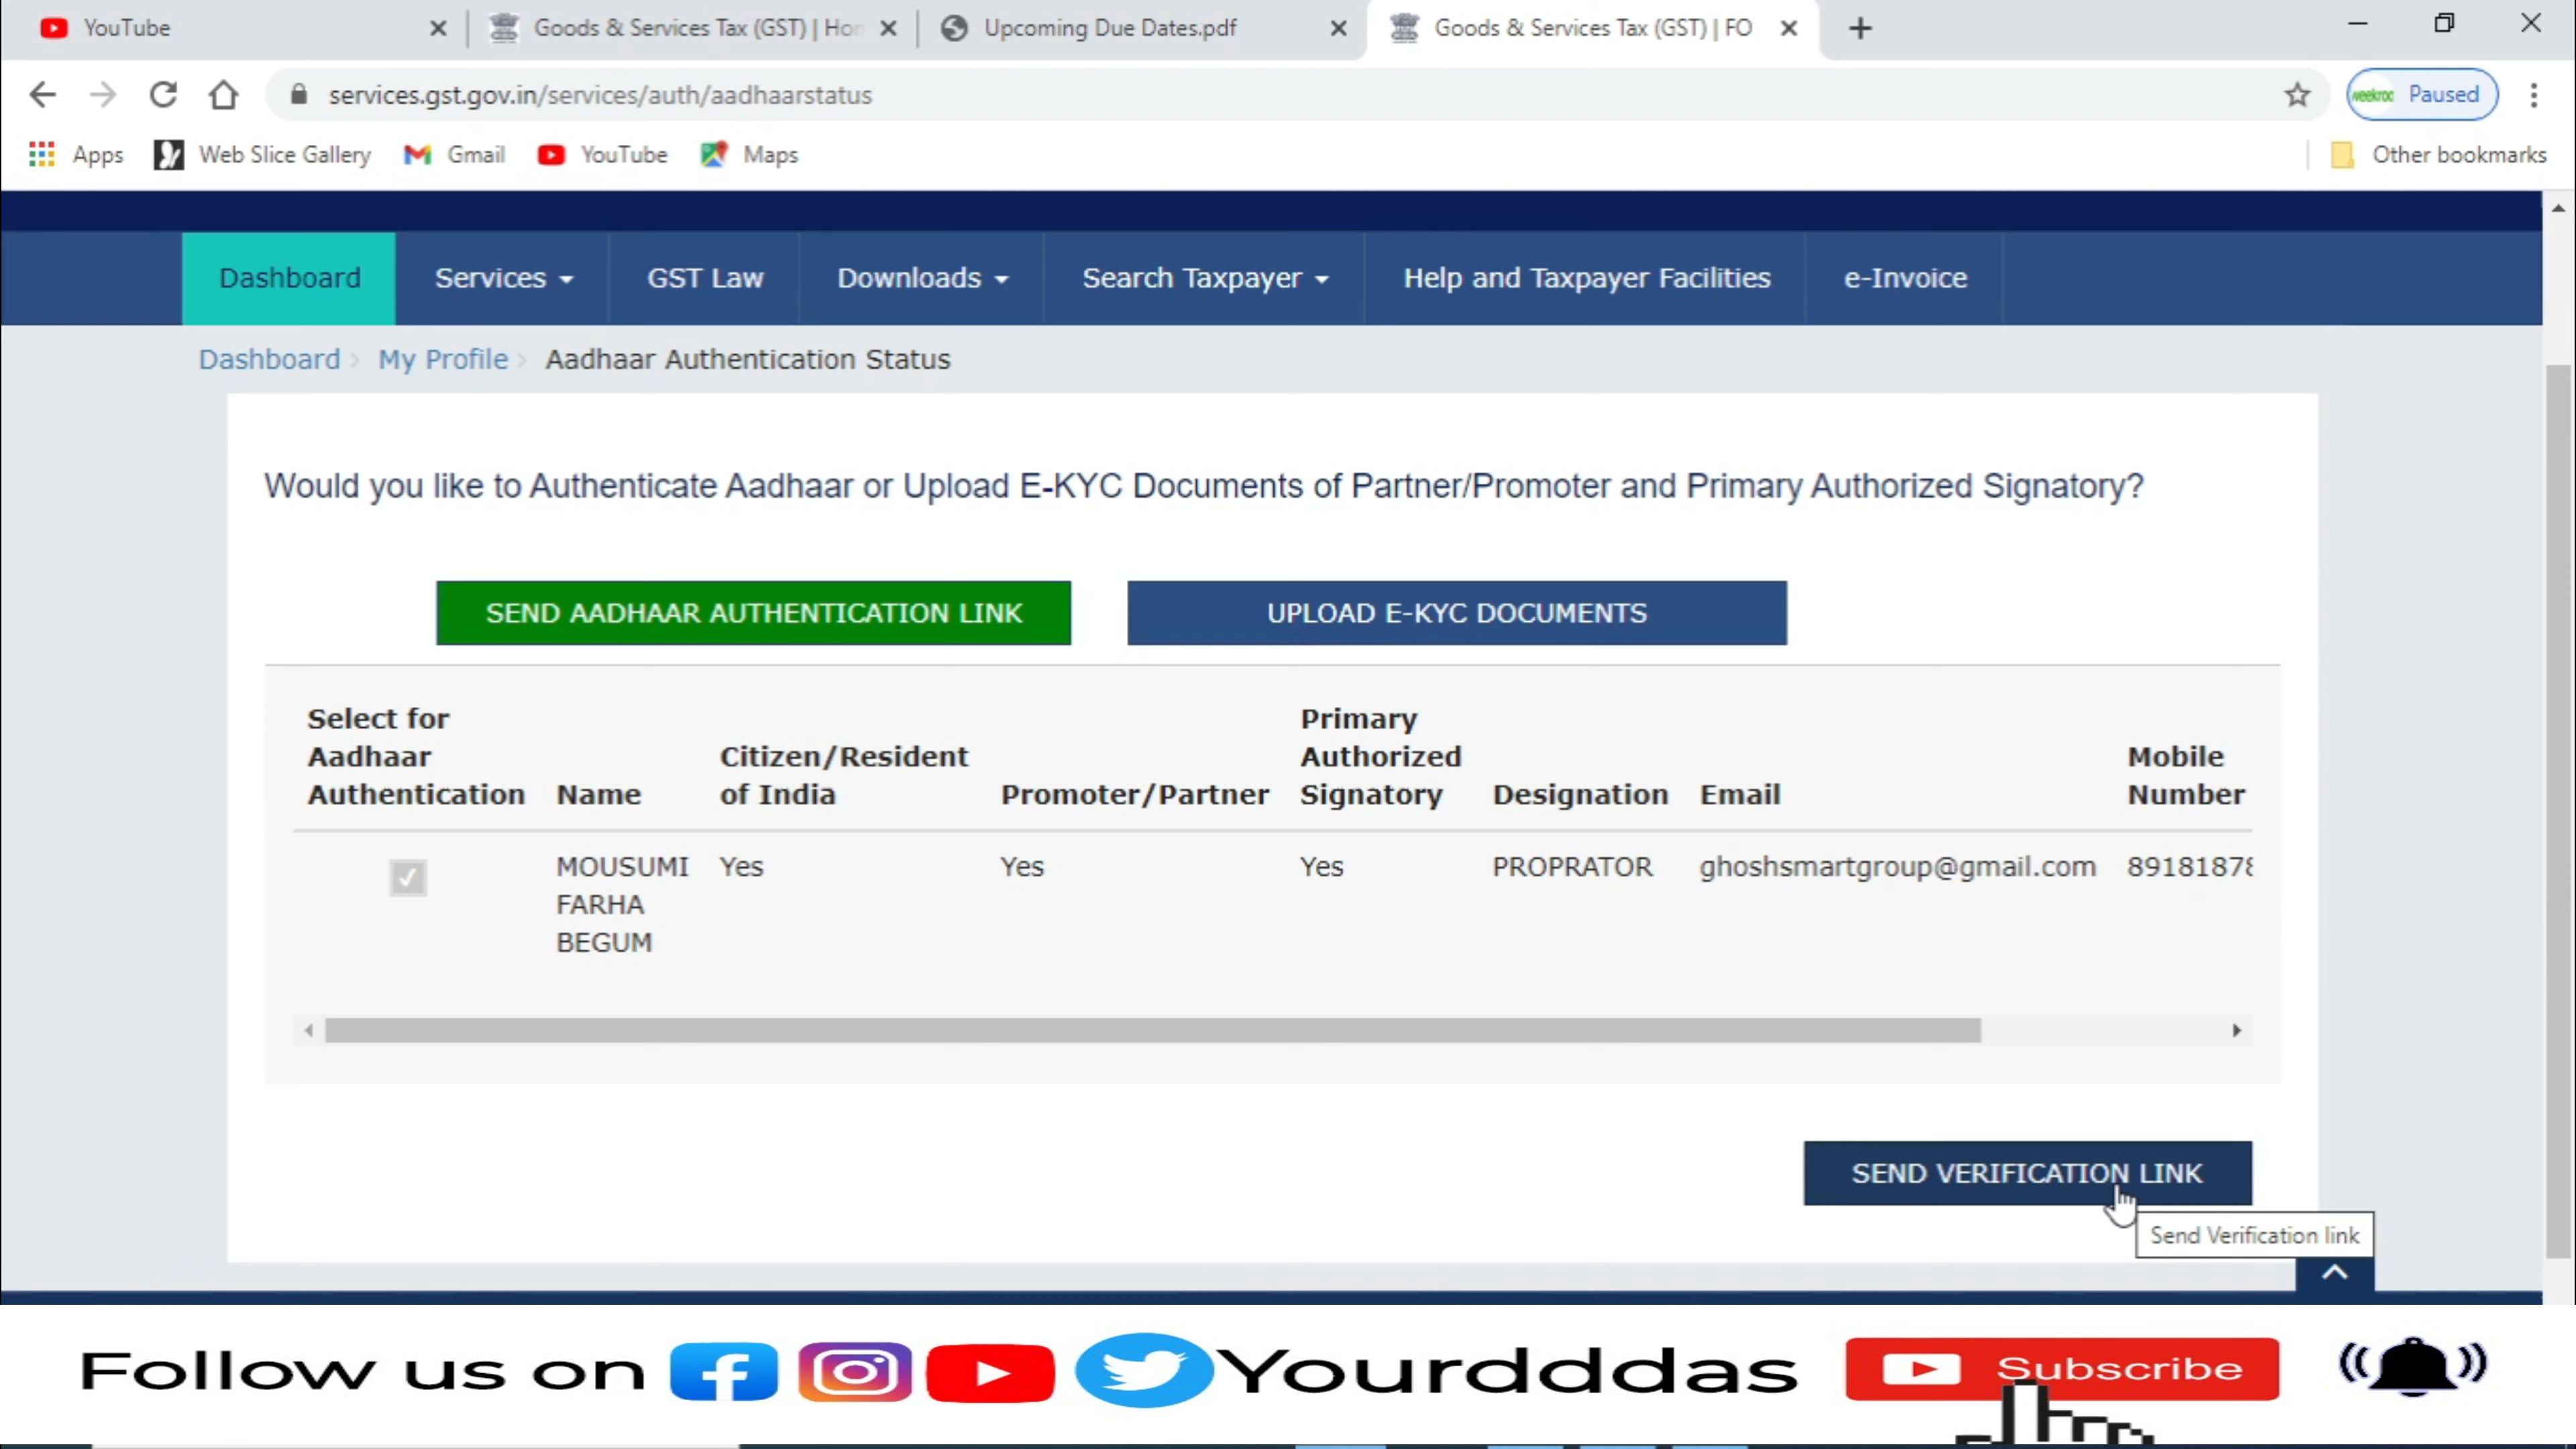 YouTube
Goods & Services Tax (GST) | Hor
Upcoming Due Dates.pdf
Goods & Services Tax (GST) | FO
services.gst.gov.in/services/auth/aadhaarstatus
Paused
Apps
Web Slice Gallery
Gmail
YouTube
Maps
Other bookmarks
Dashboard
Services
GST Law
Downloads
Search Taxpayer
Help and Taxpayer Facilities
e-Invoice
Dashboard > My Profile > Aadhaar Authentication Status
Would you like to Authenticate Aadhaar or Upload E-KYC Documents of Partner/Promoter and Primary Authorized Signatory?
SEND AADHAAR AUTHENTICATION LINK
UPLOAD E-KYC DOCUMENTS
Select for
Aadhaar
Authentication
Name
Citizen/Resident
of India
Promoter/Partner
Primary
Authorized
Signatory
Designation
Email
Mobile
Number
MOUSUMI
FARHA
BEGUM
Yes
Yes
Yes
PROPRATOR
ghoshsmartgroup@gmail.com
8918187
SEND VERIFICATION LINK
Send Verification link
Follow us on
Yourdddas
Subscribe